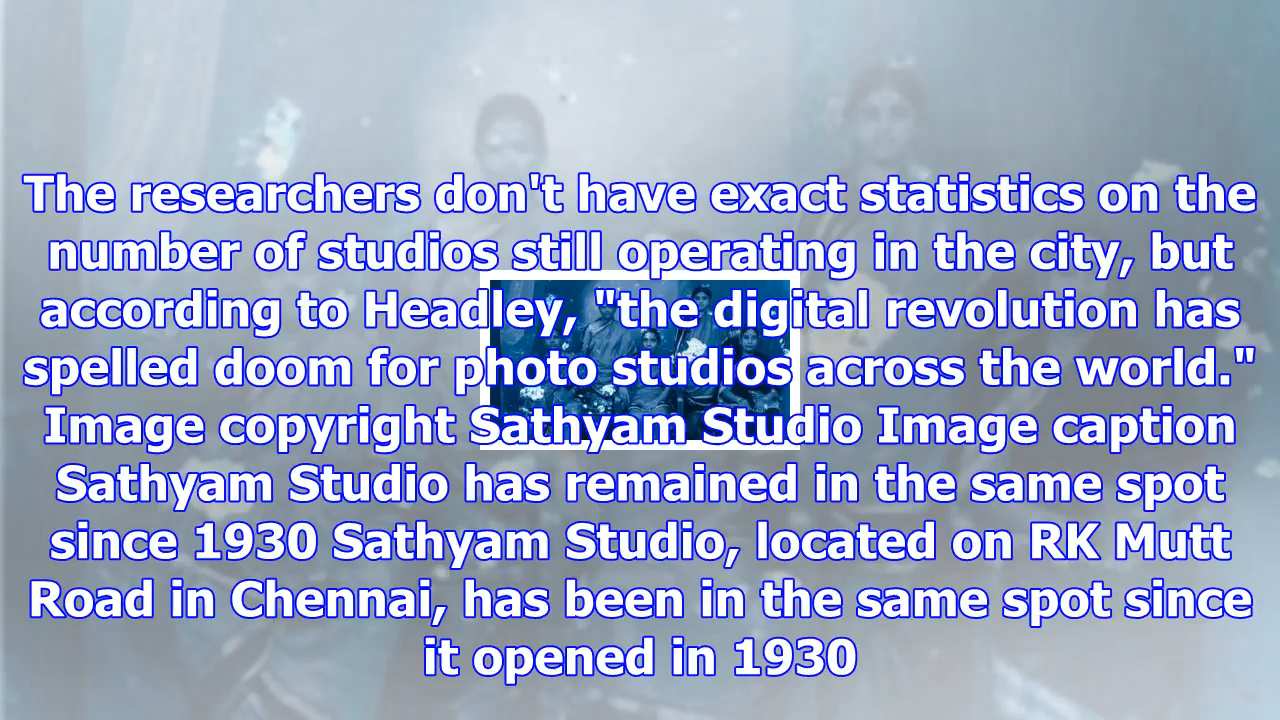 The researchers don't have exact statistics on the
number of studios still operating in the city, but
according to Headley, "the digital revolution has
spelled doom for photo studios across the world."
Image copyright Sathyam Studio Image caption
Sathyam Studio has remained in the same spot
since 1930 Sathyam Studio, located on RK Mutt
Road in Chennai, has been in the same spot since
it opened in 1930